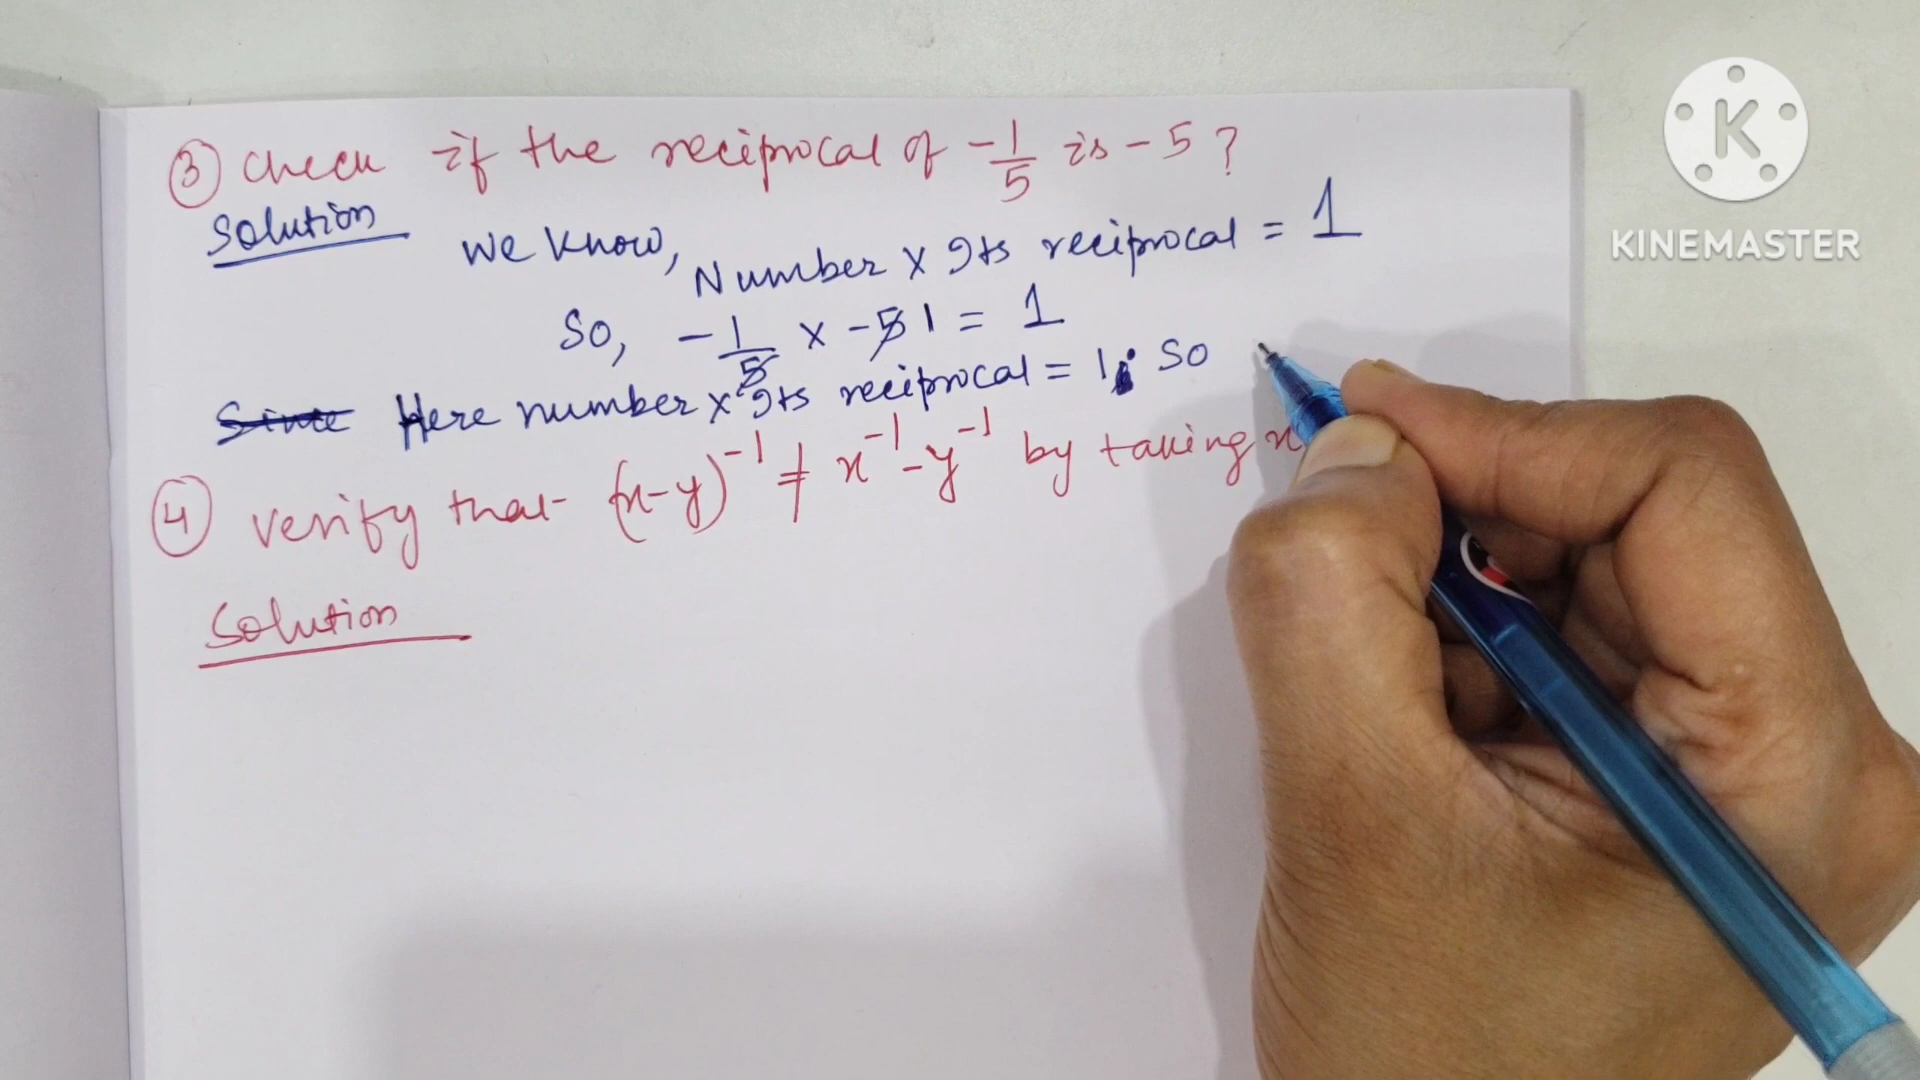 ③ Check if the reciprocal of -1/5 is -5?
Solution
We know, Number × Its reciprocal = 1
So, -1/5 × -5 1 = 1
Since Here number × Its reciprocal = 1; So
④ Verify that (x-y)⁻¹ ≠ x⁻¹-y⁻¹ by taking x
Solution
K
KINEMASTER